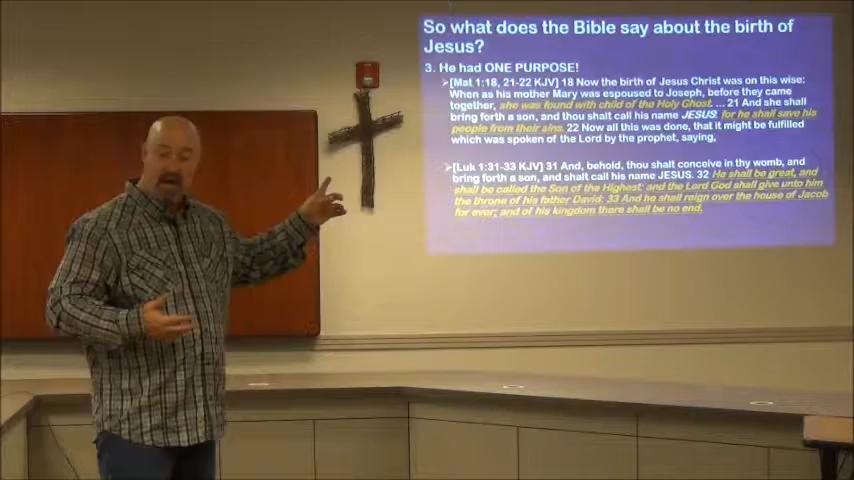 So what does the Bible say about the birth of
Jesus?
3. He had ONE PURPOSE!
➢[Mat 1:18, 21-22 KJV] 18 Now the birth of Jesus Christ was on this wise:
When as his mother Mary was espoused to Joseph, before they came
together, she was found with child of the Holy Ghost. ... 21 And she shall
bring forth a son, and thou shalt call his name JESUS: for he shall save his
people from their sins. 22 Now all this was done, that it might be fulfilled
which was spoken of the Lord by the prophet, saying,
➢[Luk 1:31-33 KJV] 31 And, behold, thou shalt conceive in thy womb, and
bring forth a son, and shalt call his name JESUS. 32 He shall be great, and
shall be called the Son of the Highest: and the Lord God shall give unto him
the throne of his father David: 33 And he shall reign over the house of Jacob
for ever; and of his kingdom there shall be no end.